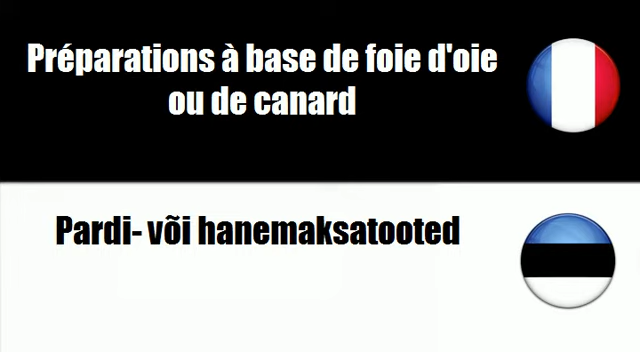 Préparations à base de foie d'oie
ou de canard
Pardi- või hanemaksatooted